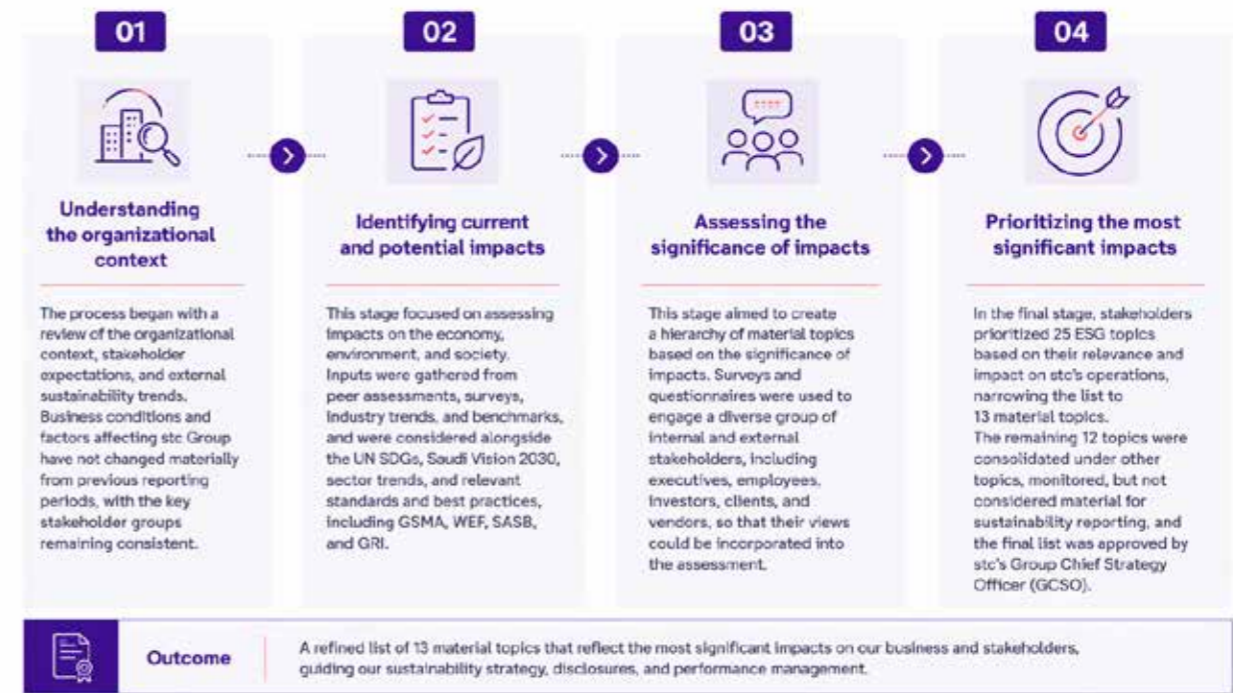 01
Understanding
the organizational
context
The process began with a
review of the organizational
context, stakeholder
expectations, and external
sustainability trends.
Business conditions and
factors affecting stc Group
have not changed materially
from previous reporting
periods, with the key
stakeholder groups
remaining consistent.
02
Identifying current
and potential impacts
This stage focused on assessing
impacts on the economy,
environment, and society.
Inputs were gathered from
peer assessments, surveys,
industry trends, and benchmarks,
and were considered alongside
the UN SDGs, Saudi Vision 2030,
sector trends, and relevant
standards and best practices,
including GSMA, WEF, SASB,
and GRI.
03
Assessing the
significance of impacts
This stage aimed to create
a hierarchy of material topics
based on the significance of
impacts. Surveys and
questionnaires were used to
engage a diverse group of
internal and external
stakeholders, including
executives, employees,
investors, clients, and
vendors, so that their views
could be incorporated into
the assessment.
04
Prioritizing the most
significant impacts
In the final stage, stakeholders
prioritized 25 ESG topics
based on their relevance and
impact on stc's operations,
narrowing the list to
13 material topics.
The remaining 12 topics were
consolidated under other
topics, monitored, but not
considered material for
sustainability reporting, and
the final list was approved by
stc's Group Chief Strategy
Officer (GCSO).
Outcome
A refined list of 13 material topics that reflect the most significant impacts on our business and stakeholders,
guiding our sustainability strategy, disclosures, and performance management.